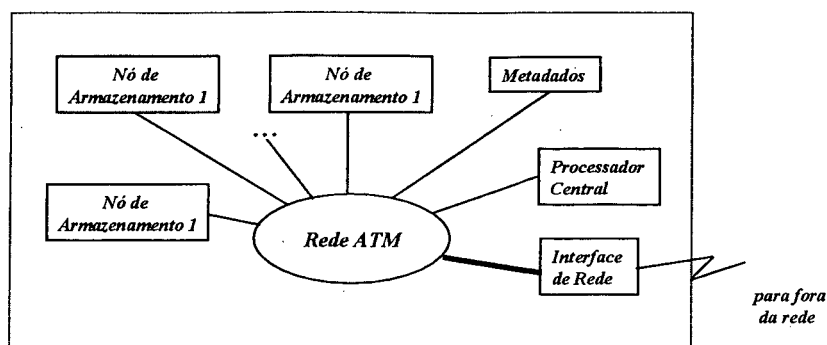 Nó de
Armazenamento 1
Nó de
Armazenamento 1
Metadados
...
Processador
Central
Nó de
Armazenamento 1
Rede ATM
Interface
de Rede
para fora
da rede